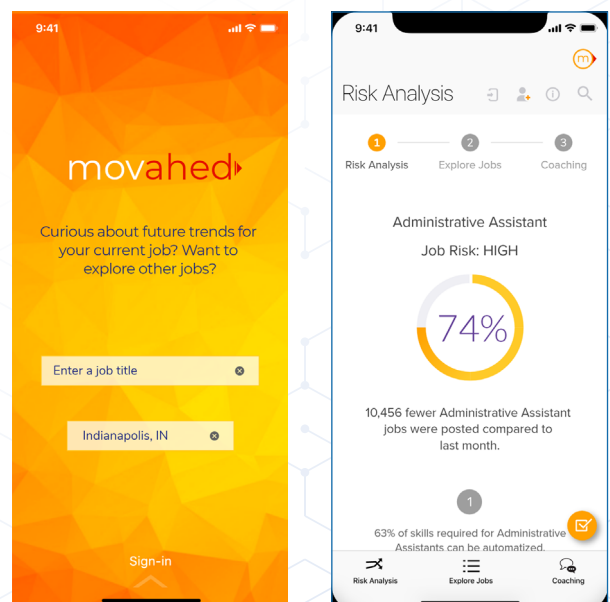 9:41
movahed
Curious about future trends for
your current job? Want to
explore other jobs?
Enter a job title
Indianapolis, IN
Sign-in
9:41
m
Risk Analysis
1
2
3
Risk Analysis
Explore Jobs
Coaching
Administrative Assistant
Job Risk: HIGH
74%
10,456 fewer Administrative Assistant
jobs were posted compared to
last month.
1
63% of skills required for Administrative
Assistants can be automatized.
Risk Analysis
Explore Jobs
Coaching